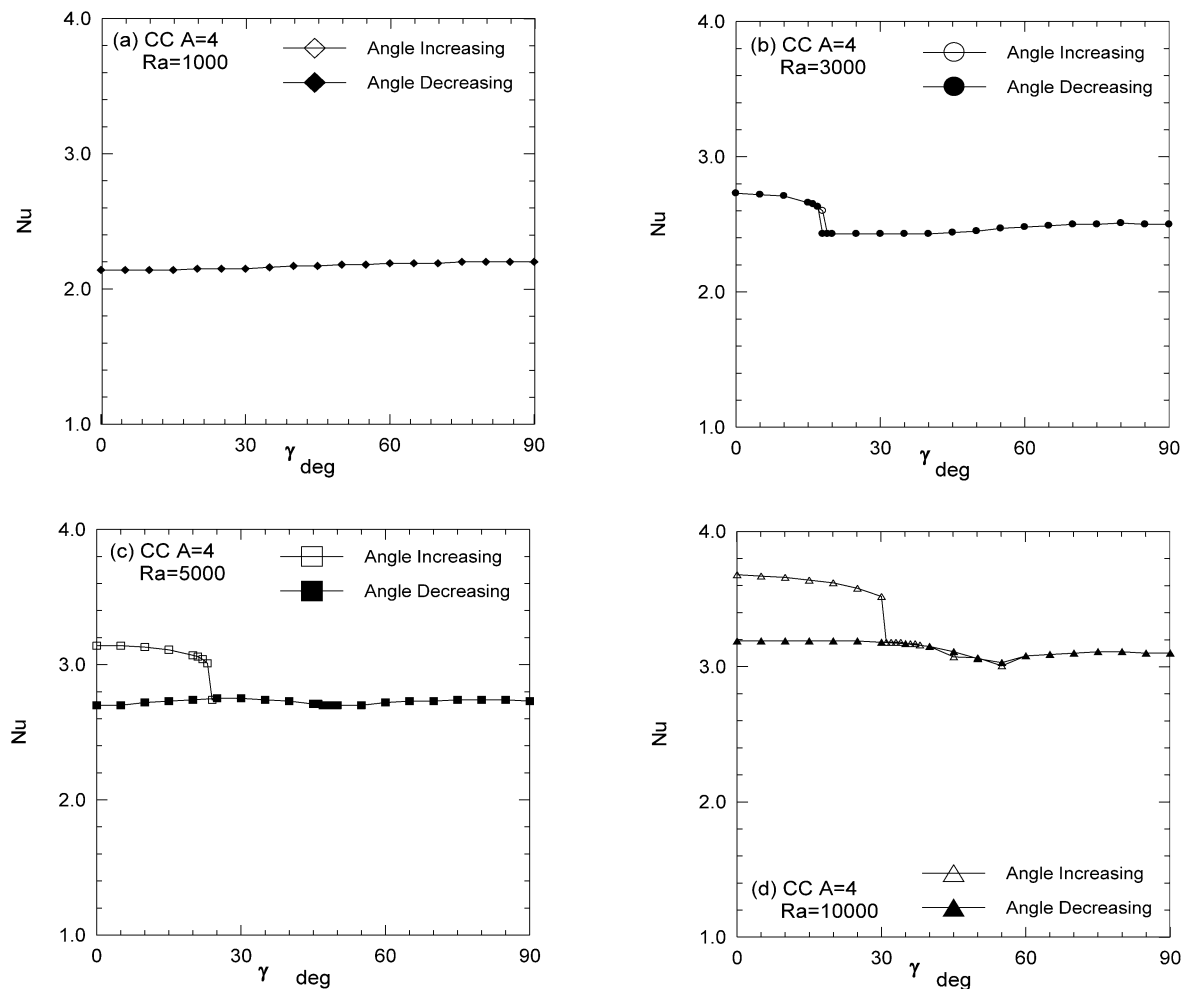 (a) CC A=4
Ra=1000
Angle Increasing
Angle Decreasing
4.0
3.0
2.0
1.0
Nu
0
30
60
90
γ deg
(b) CC A=4
Ra=3000
Angle Increasing
Angle Decreasing
4.0
3.0
2.0
1.0
Nu
0
30
60
90
γ deg
(c) CC A=4
Ra=5000
Angle Increasing
Angle Decreasing
4.0
3.0
2.0
1.0
Nu
0
30
60
90
γ deg
4.0
3.0
2.0
1.0
Nu
Angle Increasing
Angle Decreasing
(d) CC A=4
Ra=10000
0
30
60
90
γ deg